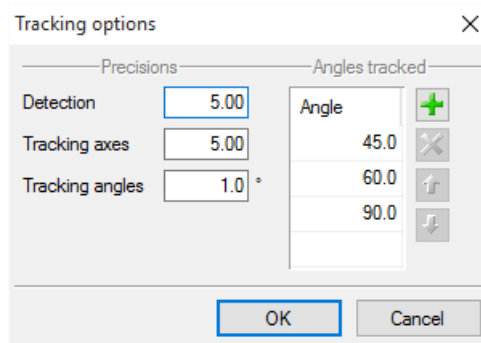 Tracking options
Precisions
Detection 5.00
Tracking axes 5.00
Tracking angles 1.0 °
Angles tracked
Angle
45.0
60.0
90.0
OK Cancel